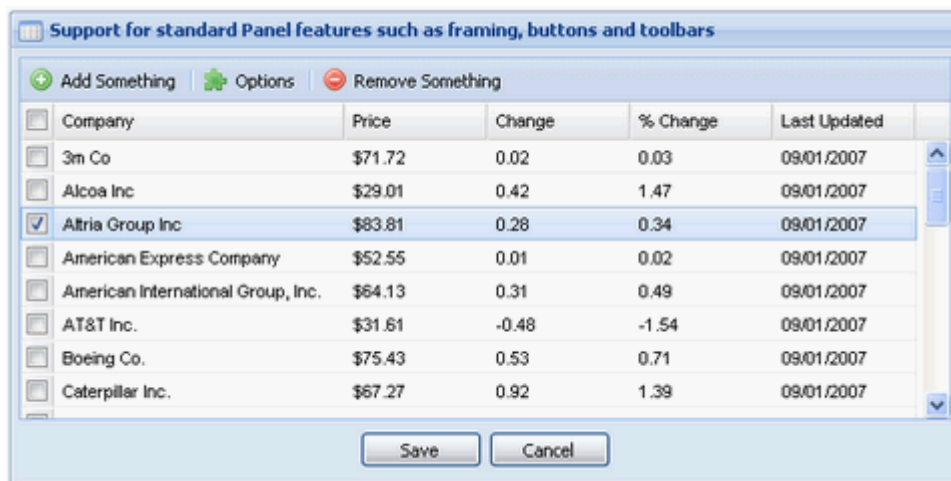 Support for standard Panel features such as framing, buttons and toolbars
Add Something Options Remove Something
Company Price Change % Change Last Updated
3m Co $71.72 0.02 0.03 09/01/2007
Alcoa Inc $29.01 0.42 1.47 09/01/2007
Altria Group Inc $83.81 0.28 0.34 09/01/2007
American Express Company $52.55 0.01 0.02 09/01/2007
American International Group, Inc. $64.13 0.31 0.49 09/01/2007
AT&T Inc. $31.61 -0.48 -1.54 09/01/2007
Boeing Co. $75.43 0.53 0.71 09/01/2007
Caterpillar Inc. $67.27 0.92 1.39 09/01/2007
Save Cancel